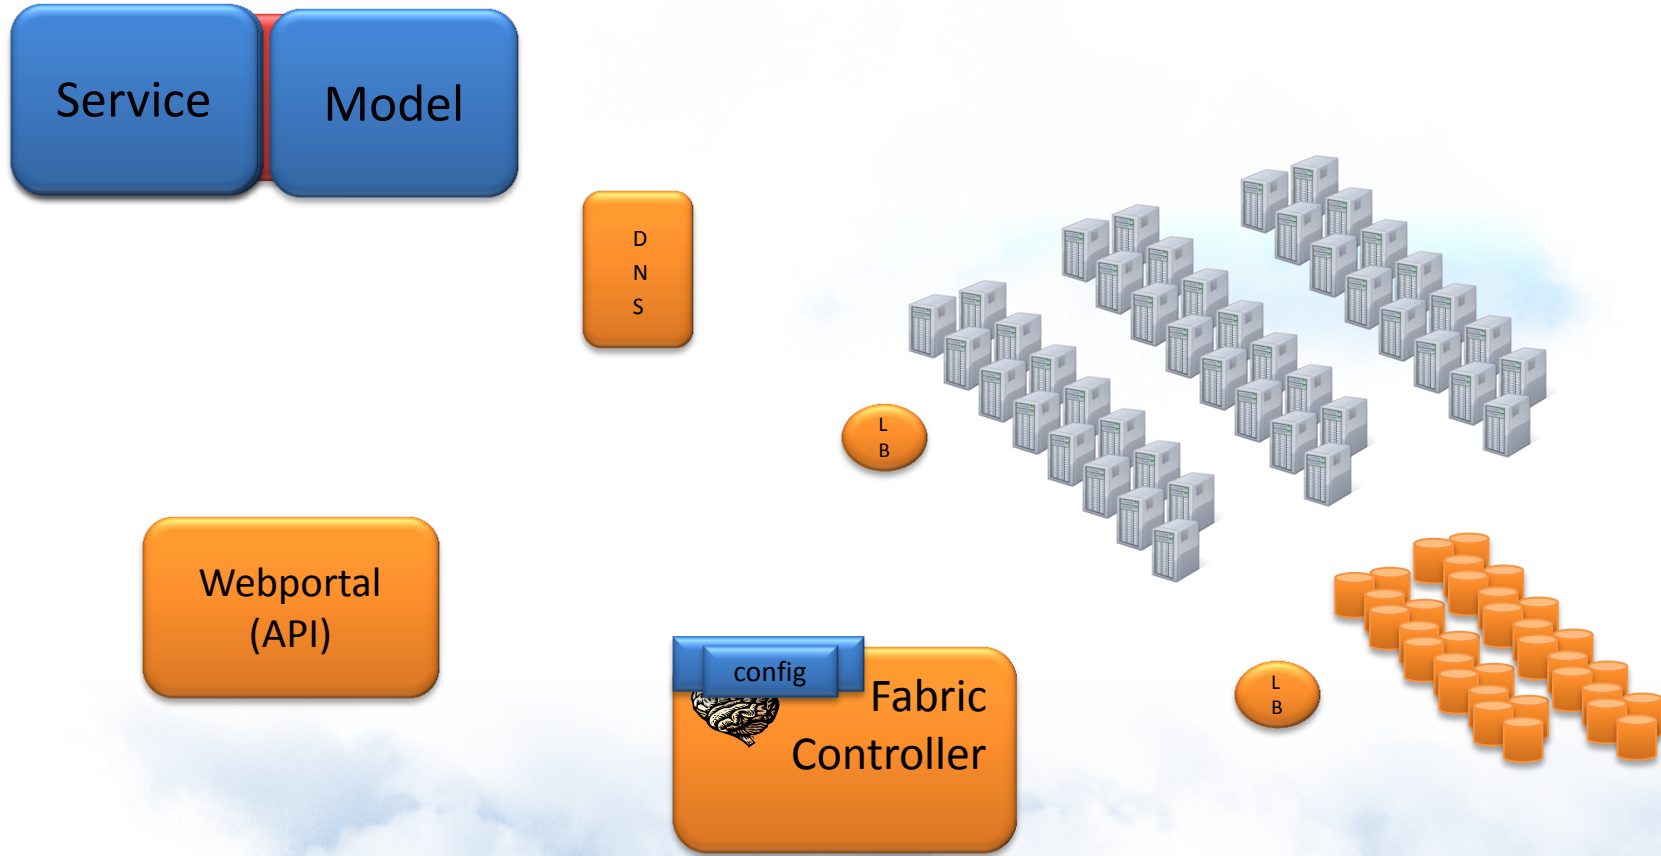 Service
Model
D
N
S
L
B
Webportal
(API)
config
Fabric
Controller
L
B